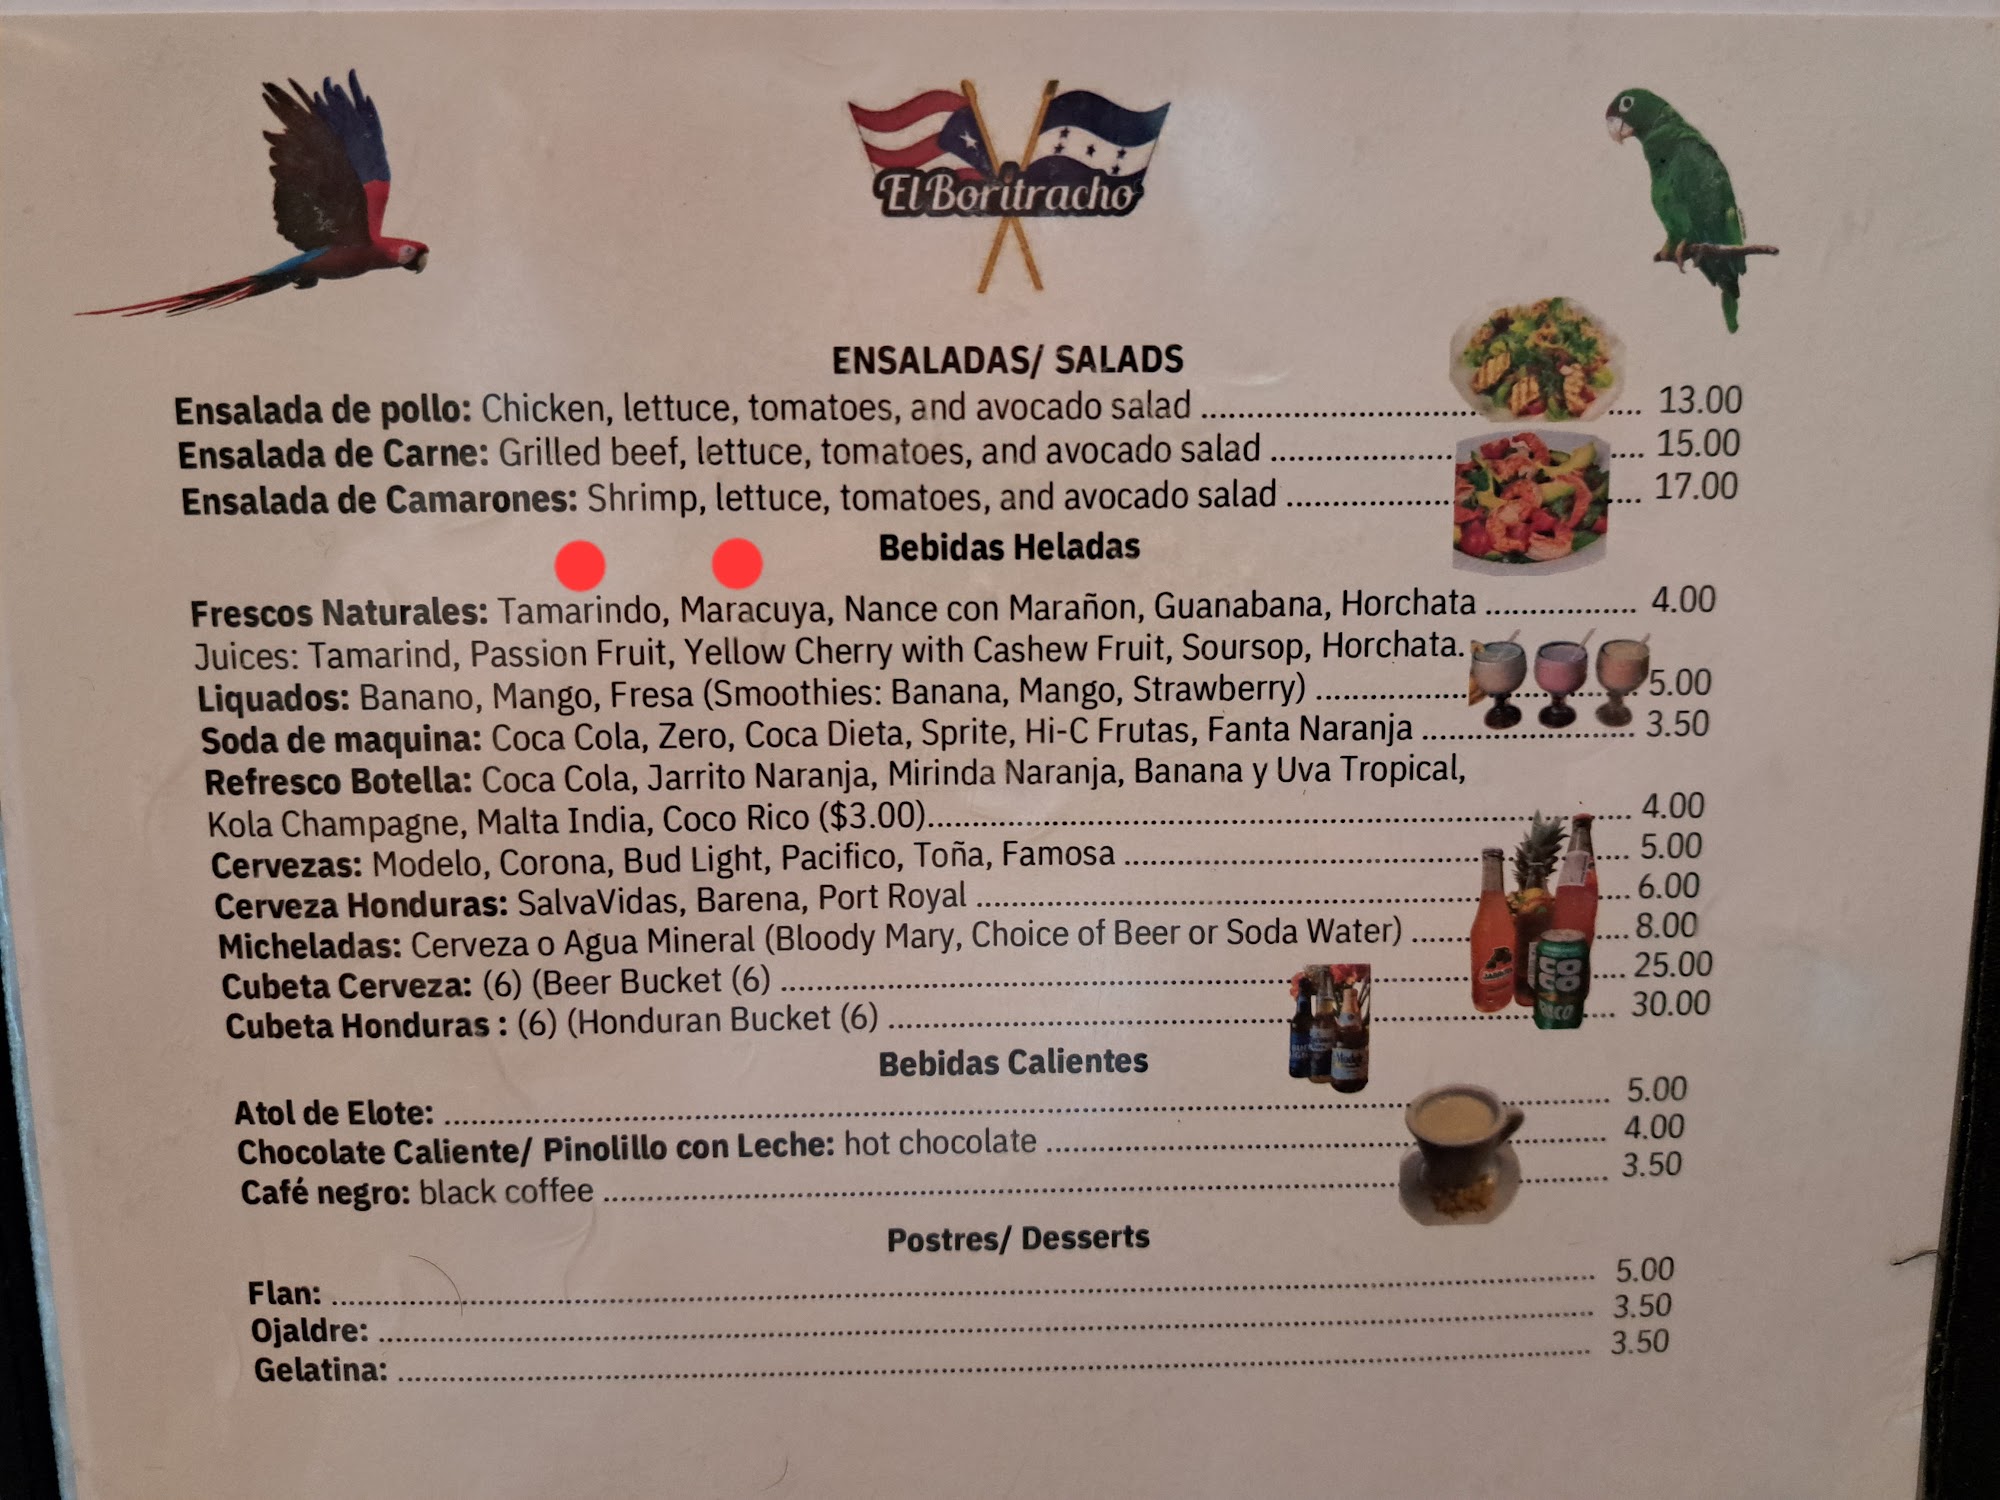 El Boritracho
ENSALADAS/ SALADS
Ensalada de pollo: Chicken, lettuce, tomatoes, and avocado salad ........ 13.00
Ensalada de Carne: Grilled beef, lettuce, tomatoes, and avocado salad ........ 15.00
Ensalada de Camarones: Shrimp, lettuce, tomatoes, and avocado salad ........ 17.00
Bebidas Heladas
Frescos Naturales: Tamarindo, Maracuya, Nance con Marañon, Guanabana, Horchata ........ 4.00
Juices: Tamarind, Passion Fruit, Yellow Cherry with Cashew Fruit, Soursop, Horchata.
Liquados: Banano, Mango, Fresa (Smoothies: Banana, Mango, Strawberry) ........ 5.00
Soda de maquina: Coca Cola, Zero, Coca Dieta, Sprite, Hi-C Frutas, Fanta Naranja ........ 3.50
Refresco Botella: Coca Cola, Jarrito Naranja, Mirinda Naranja, Banana y Uva Tropical,
Kola Champagne, Malta India, Coco Rico ($3.00)........ 4.00
Cervezas: Modelo, Corona, Bud Light, Pacifico, Toña, Famosa ........ 5.00
Cerveza Honduras: SalvaVidas, Barena, Port Royal ........ 6.00
Micheladas: Cerveza o Agua Mineral (Bloody Mary, Choice of Beer or Soda Water) ........ 8.00
Cubeta Cerveza: (6) (Beer Bucket (6) ........ 25.00
Cubeta Honduras : (6) (Honduran Bucket (6) ........ 30.00
Bebidas Calientes
Atol de Elote: ........ 5.00
Chocolate Caliente/ Pinolillo con Leche: hot chocolate ........ 4.00
Café negro: black coffee ........ 3.50
Postres/ Desserts
Flan: ........ 5.00
Ojaldre: ........ 3.50
Gelatina: ........ 3.50